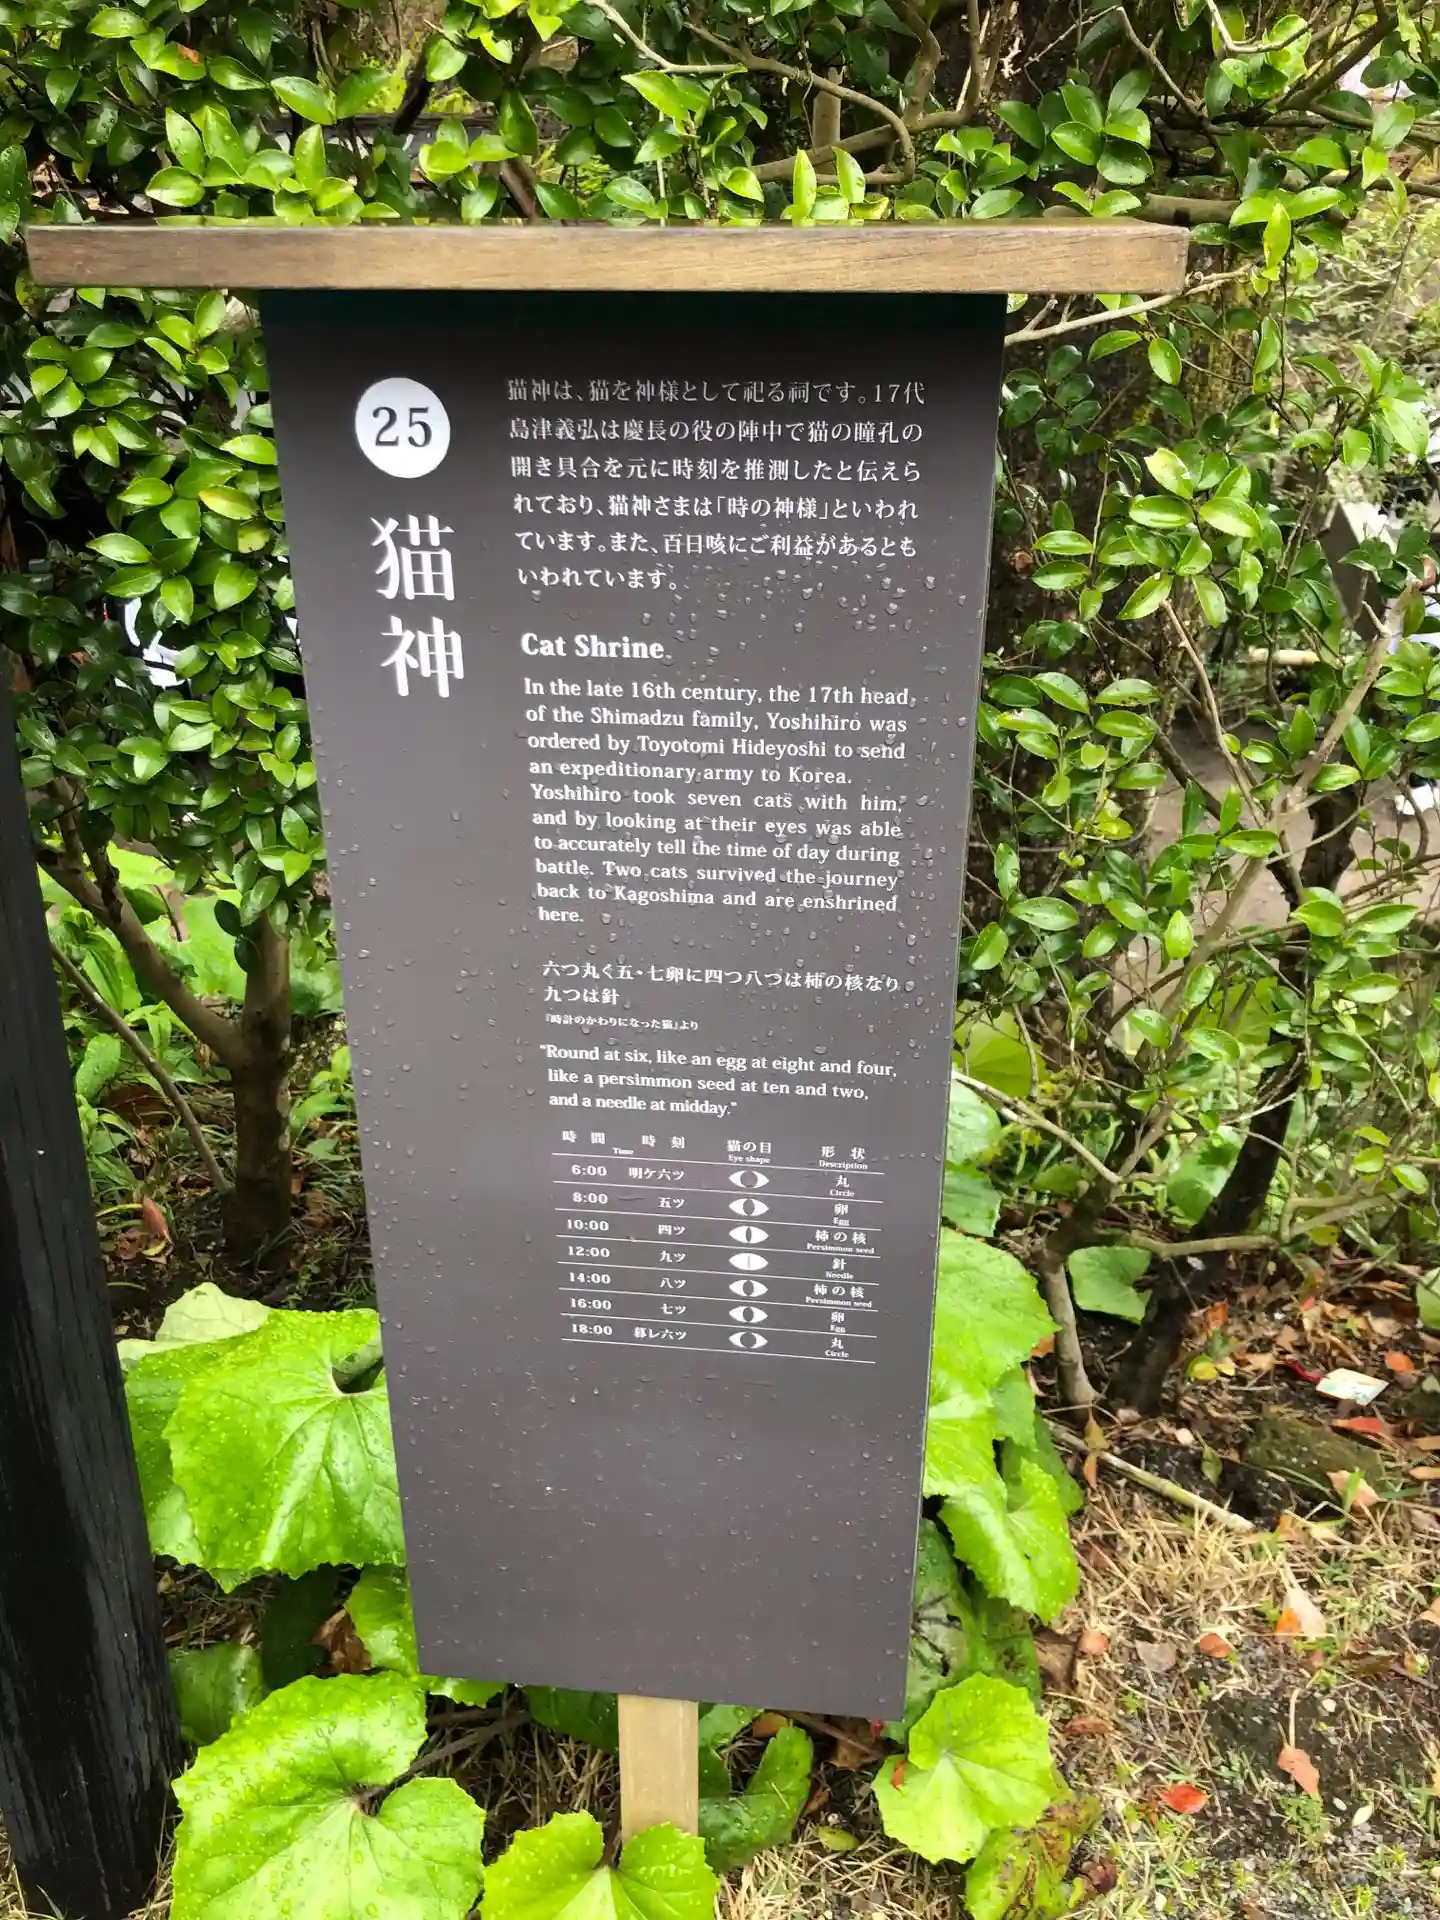 25
猫神
猫神は、猫を神様として祀る祠です。17代
島津義弘は慶長の役の陣中で猫の瞳孔の
開き具合を元に時刻を推測したと伝えら
れており、猫神さまは「時の神様」といわれ
ています。また、百日咳にご利益があるとも
いわれています。
Cat Shrine
In the late 16th century, the 17th head
of the Shimadzu family, Yoshihiro was
ordered by Toyotomi Hideyoshi to send
an expeditionary army to Korea.
Yoshihiro took seven cats with him,
and by looking at their eyes was able
to accurately tell the time of day during
battle. Two cats survived the journey
back to Kagoshima and are enshrined
here.
六つ丸く五・七卵に四つ八つは柿の核なり
九つは針
『時計のかわりになった猫』より
"Round at six, like an egg at eight and four,
like a persimmon seed at ten and two,
and a needle at midday."
時間 時刻 猫の目 形状
Time Eye shape Description
6:00 明ケ六ツ 丸
Circle
8:00 五ツ 卵
Egg
10:00 四ツ 柿の核
Persimmon seed
12:00 九ツ 針
Needle
14:00 八ツ 柿の核
Persimmon seed
16:00 七ツ 卵
Egg
18:00 暮レ六ツ 丸
Circle